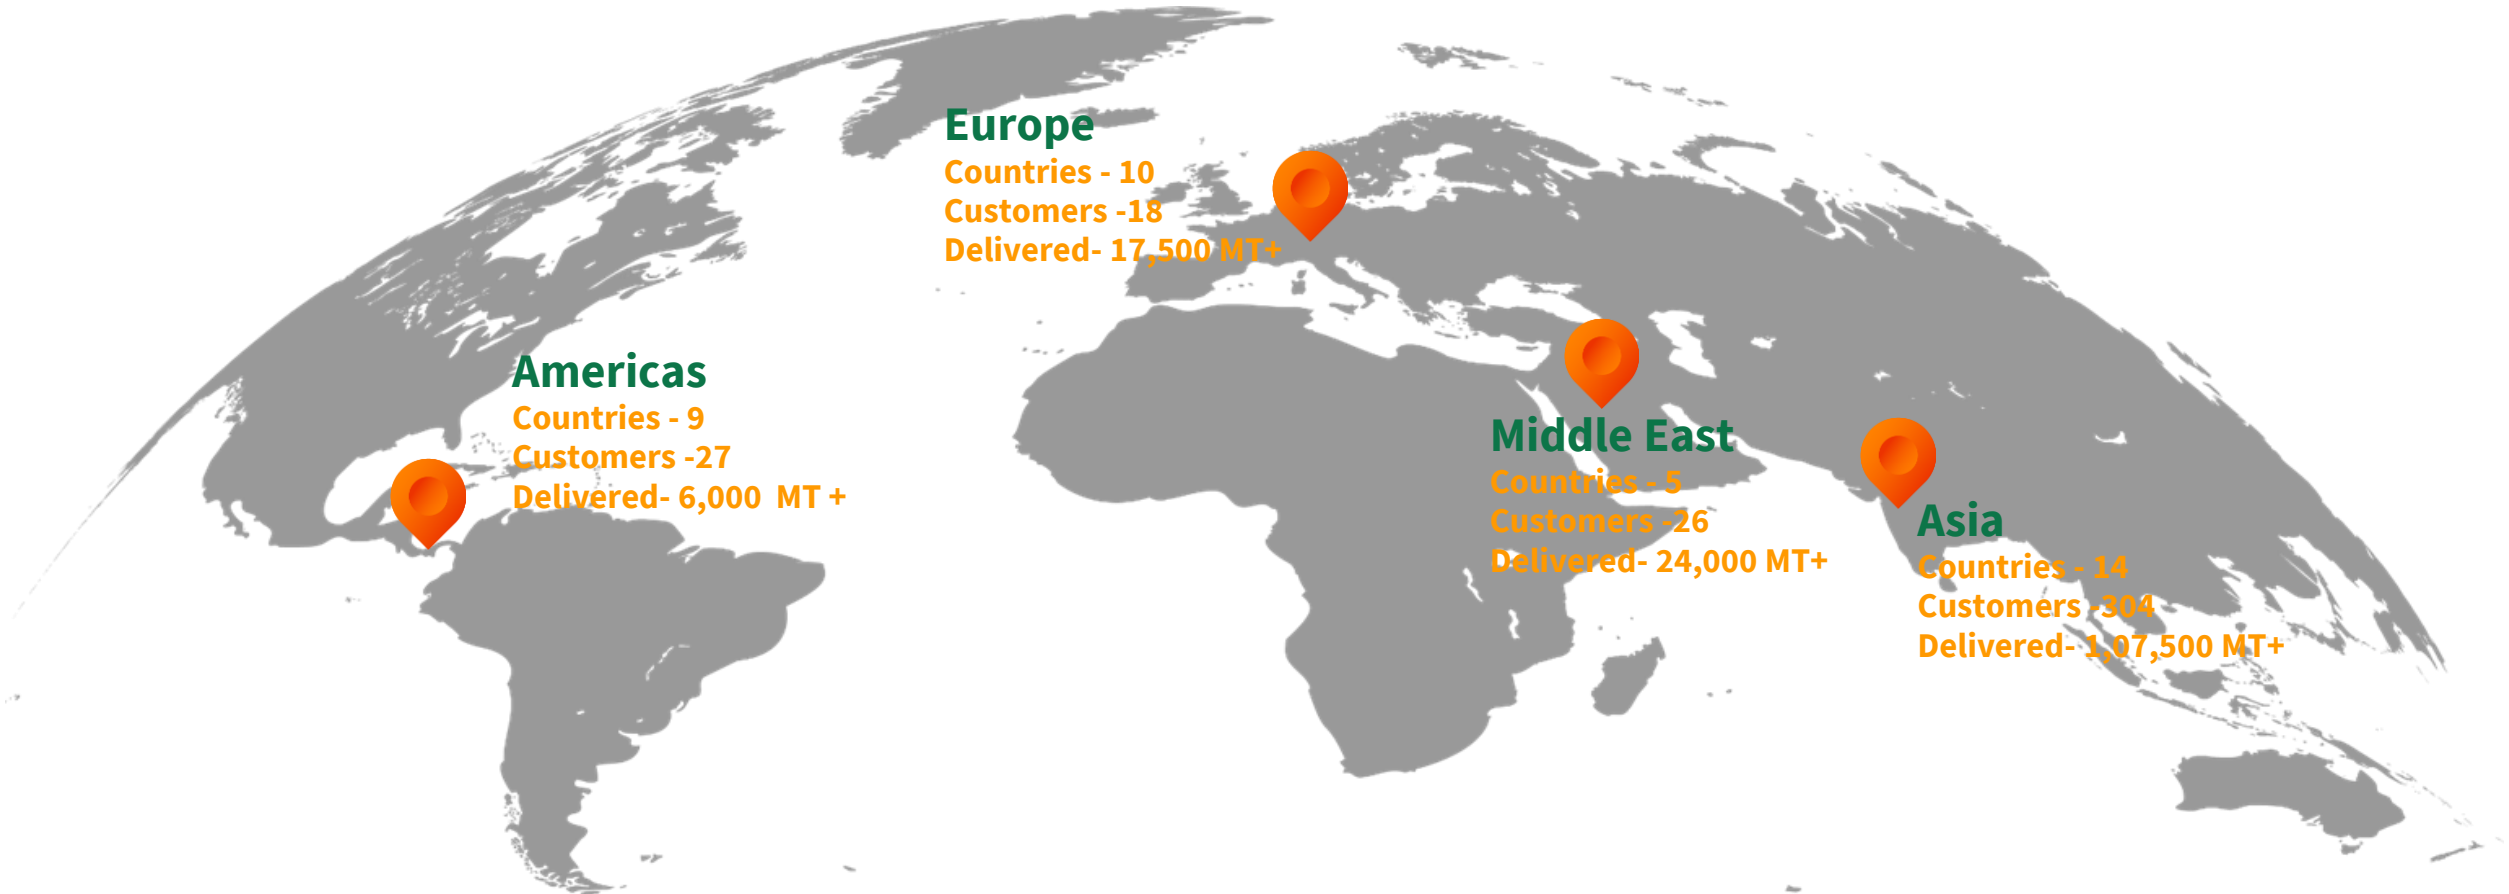 Europe
Countries - 10
Customers -18
Delivered- 17,500 MT+
Americas
Countries - 9
Customers -27
Delivered- 6,000  MT +
Middle East
Countries - 5
Customers -26
Delivered- 24,000 MT+
Asia
Countries - 14
Customers -304
Delivered- 1,07,500 MT+